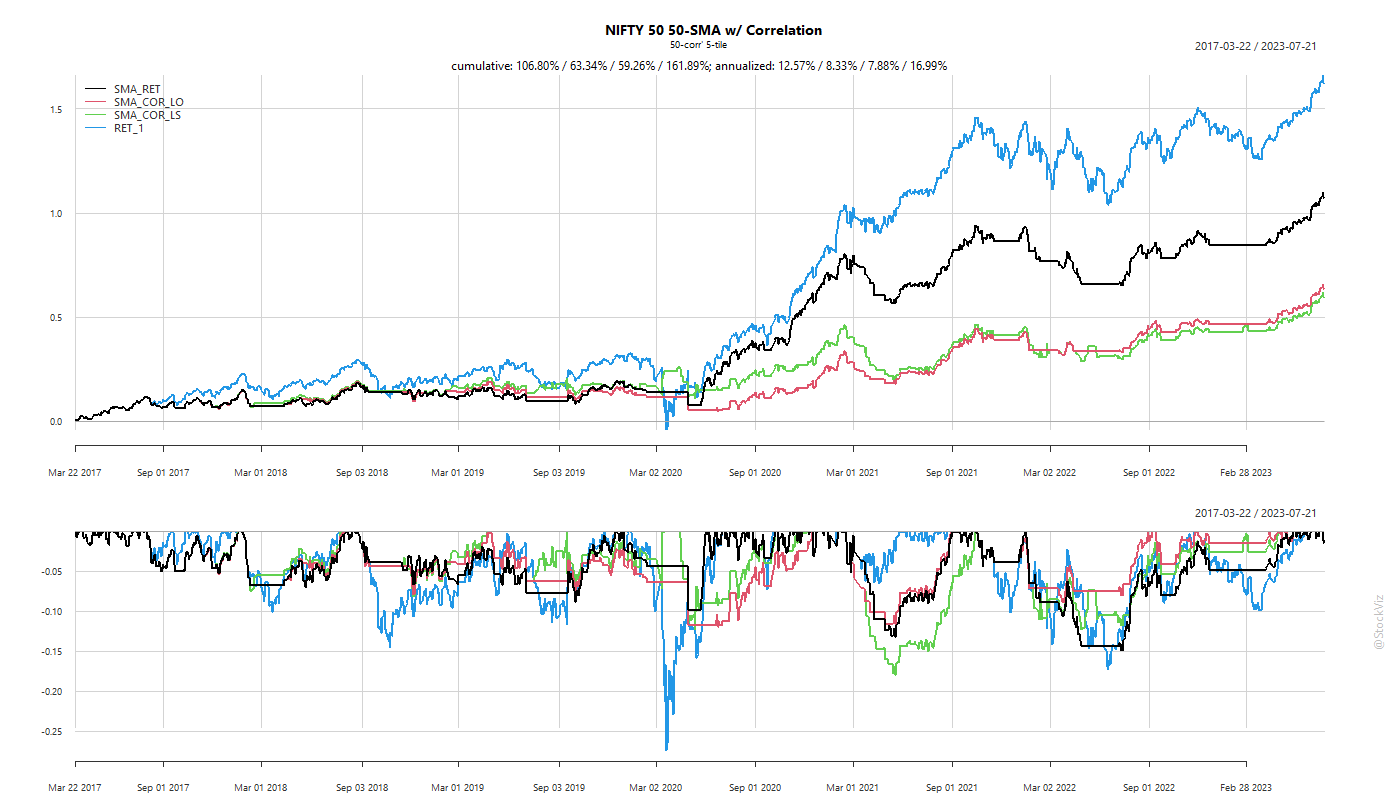 NIFTY 50 50-SMA w/ Correlation
50-corr' 5-tile
2017-03-22 / 2023-07-21
cumulative: 106.80% / 63.34% / 59.26% / 161.89%; annualized: 12.57% / 8.33% / 7.88% / 16.99%
SMA_RET
SMA_COR_LO
SMA_COR_LS
RET_1
1.5
1.0
0.5
0.0
Mar 22 2017 Sep 01 2017 Mar 01 2018 Sep 03 2018 Mar 01 2019 Sep 03 2019 Mar 02 2020 Sep 01 2020 Mar 01 2021 Sep 01 2021 Mar 02 2022 Sep 01 2022 Feb 28 2023
2017-03-22 / 2023-07-21
-0.05
-0.10
-0.15
-0.20
-0.25
Mar 22 2017 Sep 01 2017 Mar 01 2018 Sep 03 2018 Mar 01 2019 Sep 03 2019 Mar 02 2020 Sep 01 2020 Mar 01 2021 Sep 01 2021 Mar 02 2022 Sep 01 2022 Feb 28 2023
@StockViz